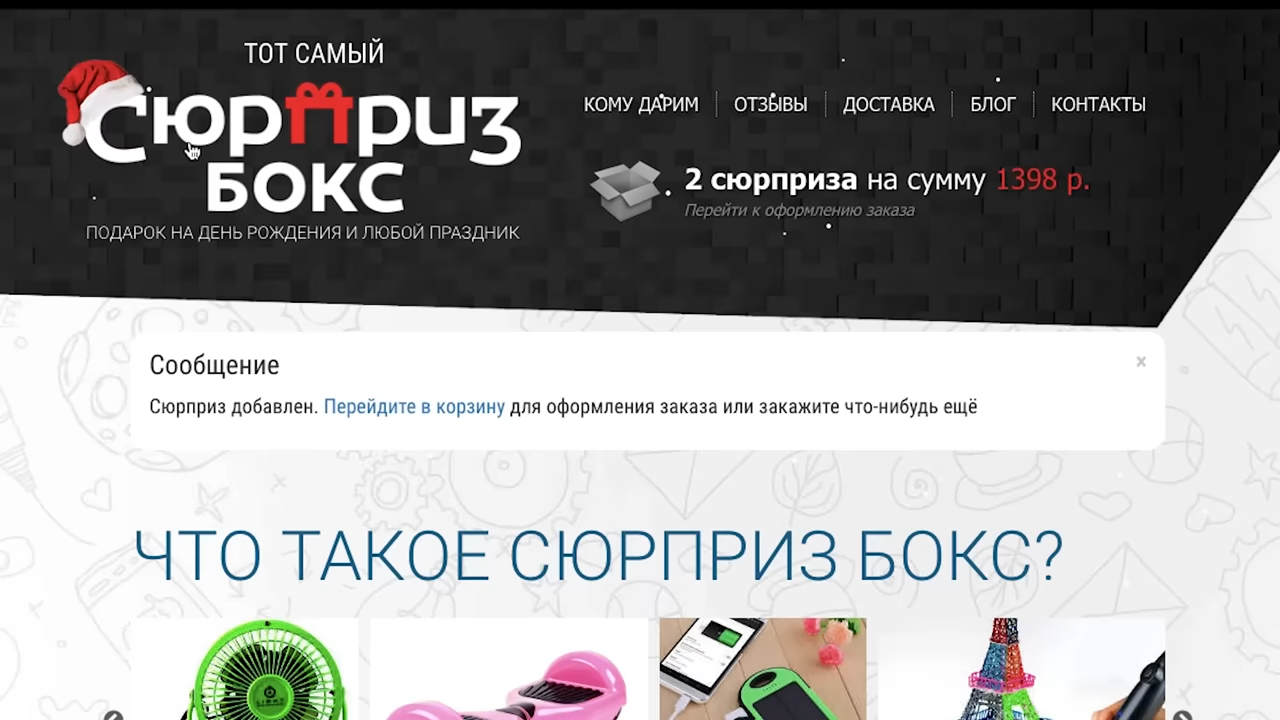 ТОТ САМЫЙ
Сюрприз
БОКС
ПОДАРОК НА ДЕНЬ РОЖДЕНИЯ И ЛЮБОЙ ПРАЗДНИК
КОМУ ДАРИМ ОТЗЫВЫ ДОСТАВКА БЛОГ КОНТАКТЫ
2 сюрприза на сумму 1398 р.
Перейти к оформлению заказа
Сообщение
×
Сюрприз добавлен. Перейдите в корзину для оформления заказа или закажите что-нибудь ещё
ЧТО ТАКОЕ СЮРПРИЗ БОКС?